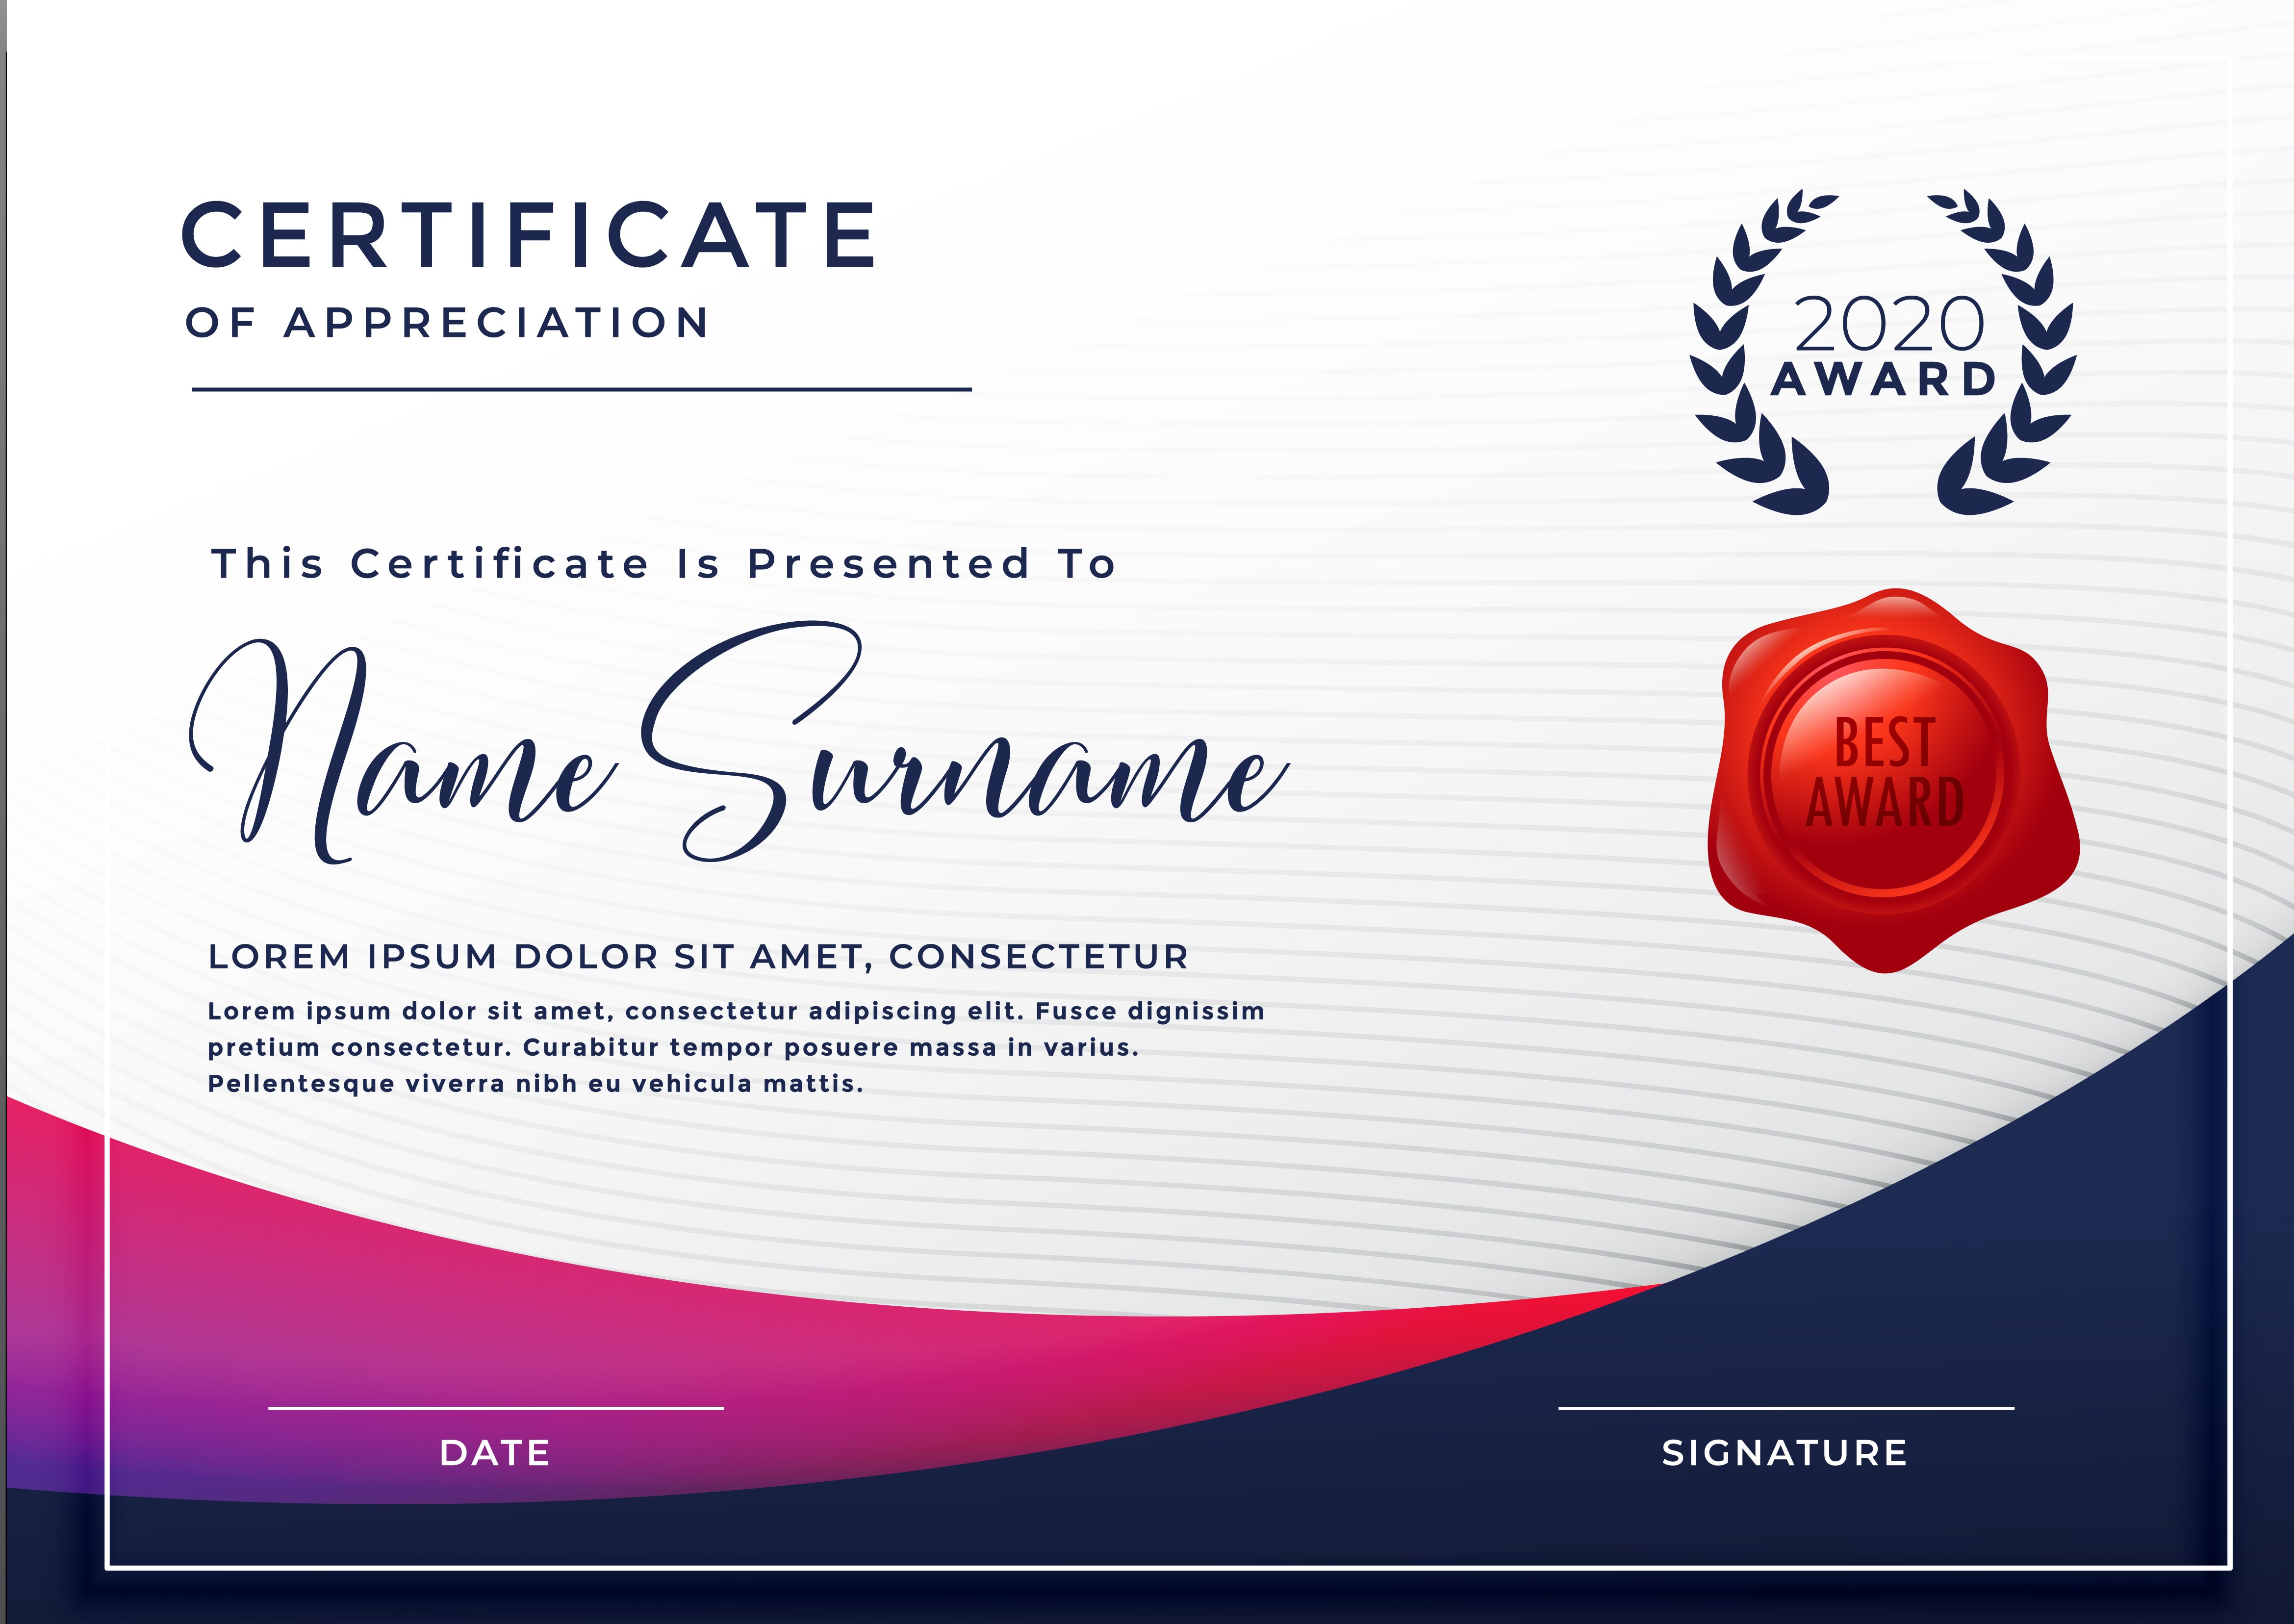 CERTIFICATE
OF APPRECIATION
2020
AWARD
This Certificate Is Presented To
Name Surname
BEST
AWARD
LOREM IPSUM DOLOR SIT AMET, CONSECTETUR
Lorem ipsum dolor sit amet, consectetur adipiscing elit. Fusce dignissim
pretium consectetur. Curabitur tempor posuere massa in varius.
Pellentesque viverra nibh eu vehicula mattis.
DATE
SIGNATURE